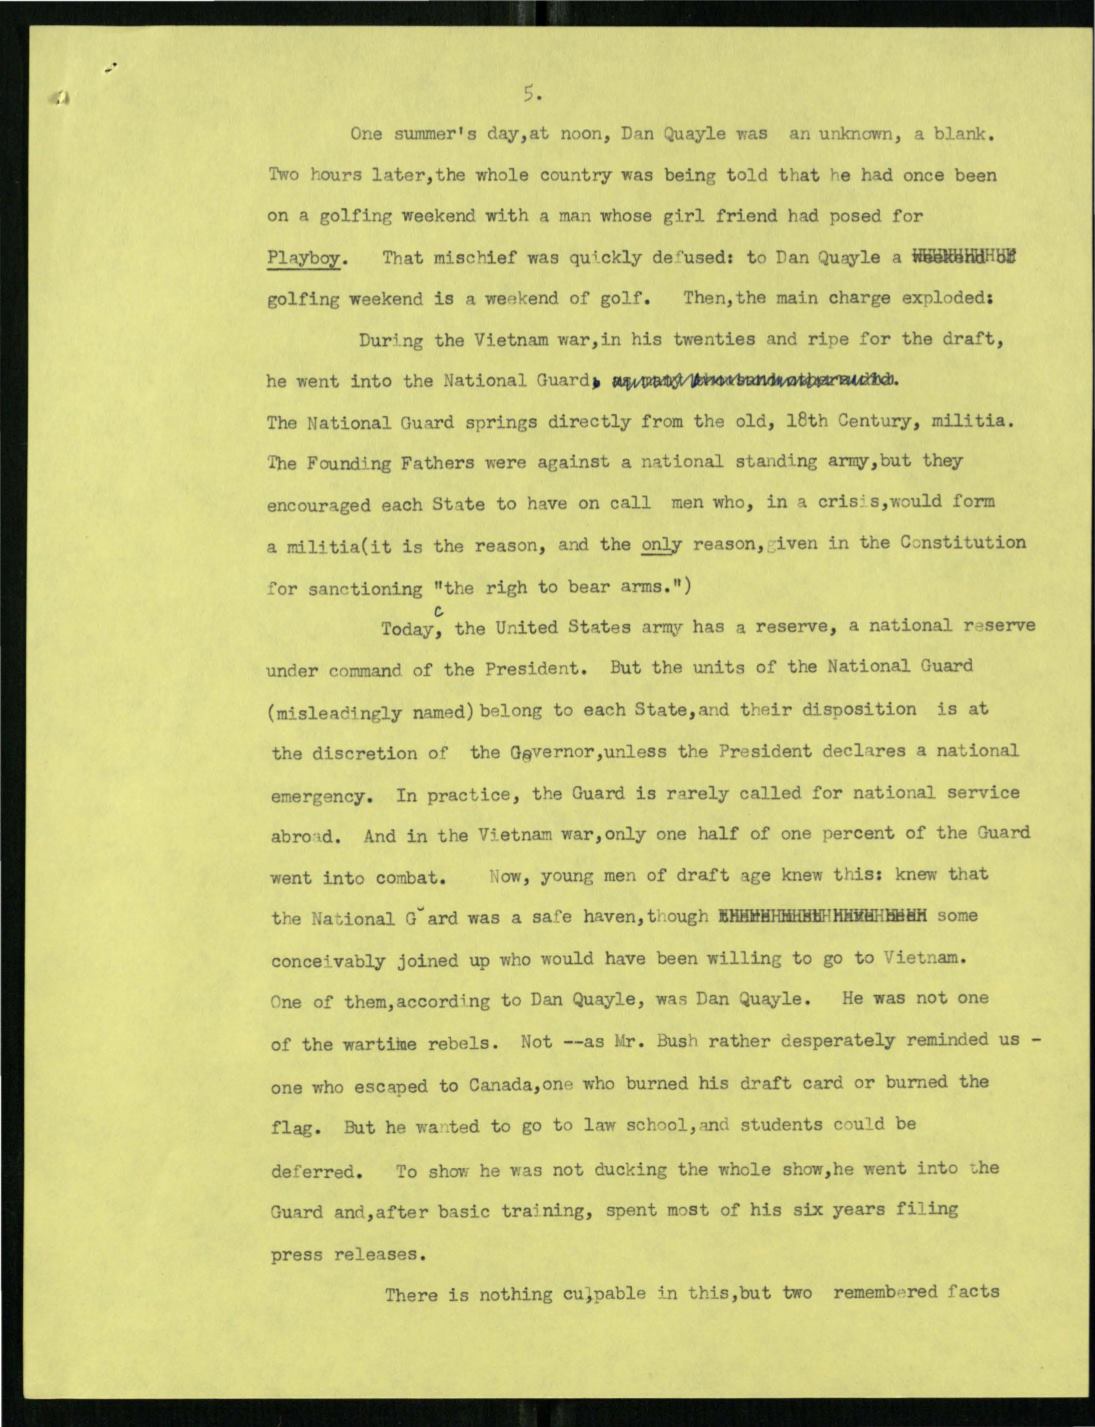 5.
One summer's day,at noon, Dan Quayle was an unknown, a blank.
Two hours later,the whole country was being told that he had once been
on a golfing weekend with a man whose girl friend had posed for
Playboy. That mischief was quickly defused: to Dan Quayle a weekend of
golfing weekend is a weekend of golf. Then,the main charge exploded:
During the Vietnam war,in his twenties and ripe for the draft,
he went into the National Guard.
The National Guard springs directly from the old, 18th Century, militia.
The Founding Fathers were against a national standing army,but they
encouraged each State to have on call men who, in a crisis,would form
a militia(it is the reason, and the only reason,given in the Constitution
for sanctioning "the righ to bear arms.")
Today, the United States army has a reserve, a national reserve
under command of the President. But the units of the National Guard
(misleadingly named) belong to each State,and their disposition is at
the discretion of the Governor,unless the President declares a national
emergency. In practice, the Guard is rarely called for national service
abroad. And in the Vietnam war,only one half of one percent of the Guard
went into combat. Now, young men of draft age knew this: knew that
the National Guard was a safe haven,though some
conceivably joined up who would have been willing to go to Vietnam.
One of them,according to Dan Quayle, was Dan Quayle. He was not one
of the wartime rebels. Not --as Mr. Bush rather desperately reminded us -
one who escaped to Canada,one who burned his draft card or burned the
flag. But he wanted to go to law school,and students could be
deferred. To show he was not ducking the whole show,he went into the
Guard and,after basic training, spent most of his six years filing
press releases.
There is nothing culpable in this,but two remembered facts